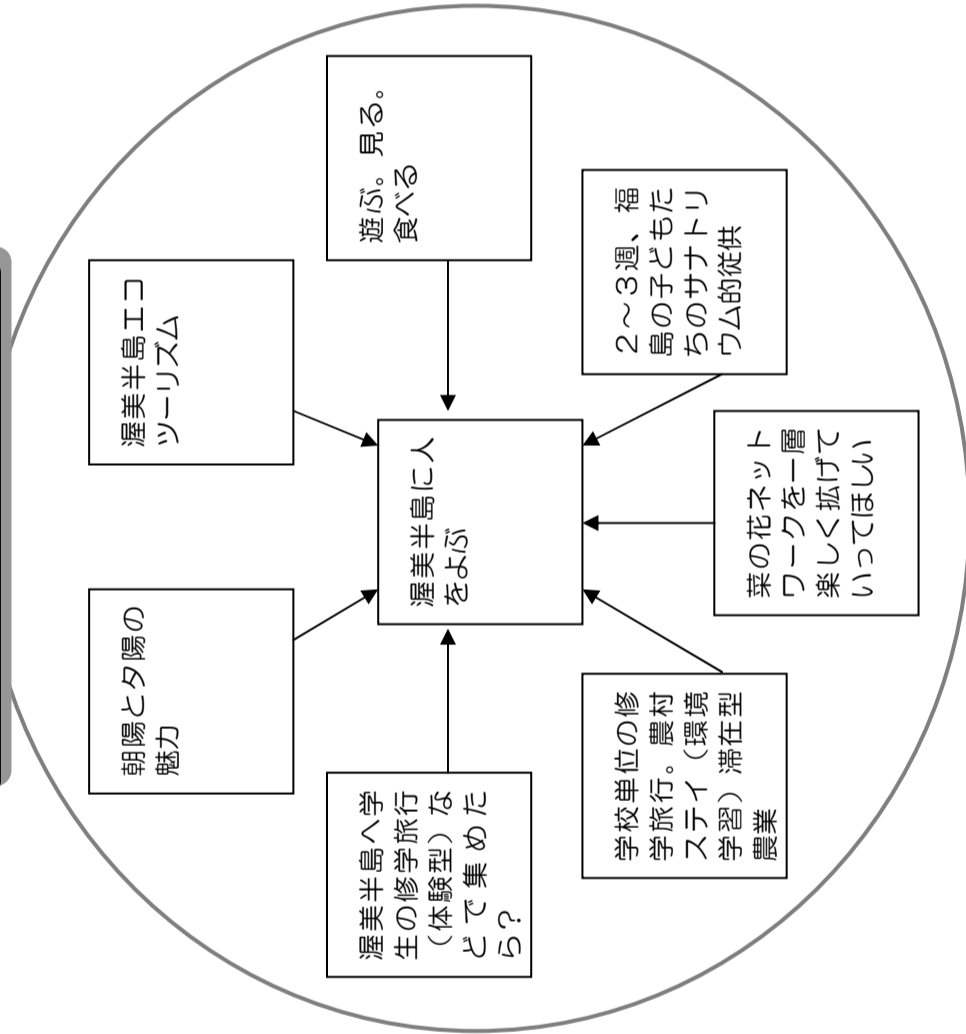 朝陽と夕陽の
魅力
渥美半島エコ
ツーリズム
渥美半島へ学
生の修学旅行
（体験型）な
どで集めた
ら？
渥美半島に人
をよぶ
遊ぶ。見る。
食べる
学校単位の修
学旅行。農村
ステイ（環境
学習）滞在型
農業
菜の花ネット
ワークを一層
楽しく拡げて
いってほしい
２～３週、福
島の子どもた
ちのサナトリ
ウム的従供